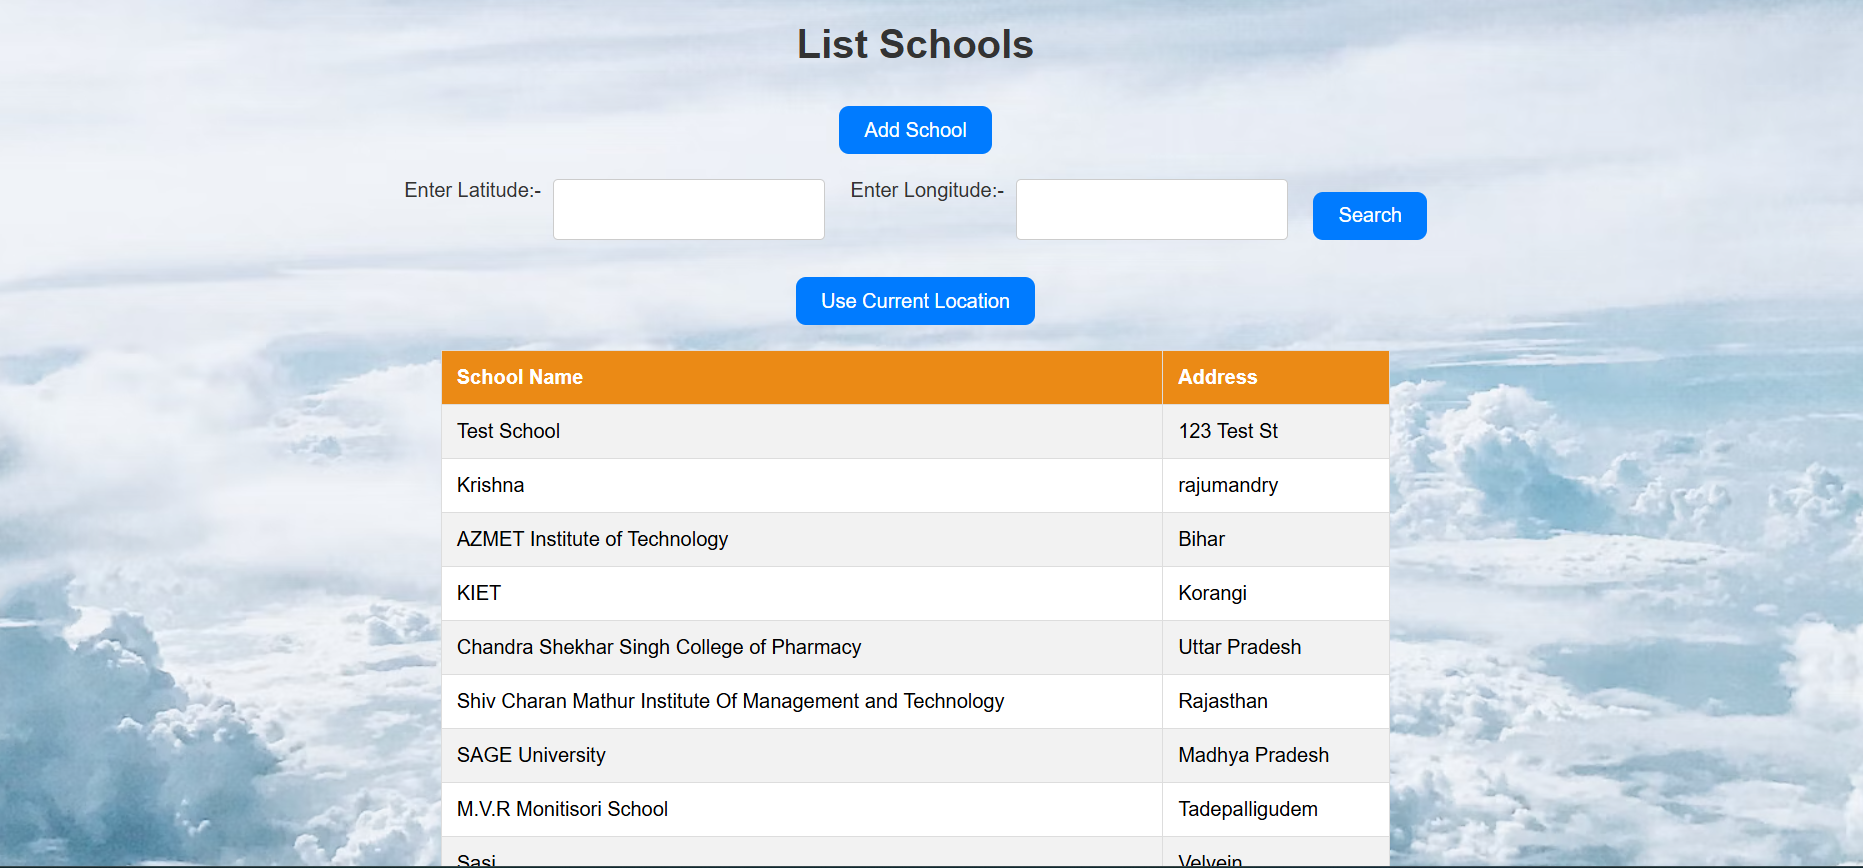 List Schools
Add School
Enter Latitude:- Enter Longitude:- Search
Use Current Location
School Name Address
Test School 123 Test St
Krishna rajumandry
AZMET Institute of Technology Bihar
KIET Korangi
Chandra Shekhar Singh College of Pharmacy Uttar Pradesh
Shiv Charan Mathur Institute Of Management and Technology Rajasthan
SAGE University Madhya Pradesh
M.V.R Monitisori School Tadepalligudem
Sasi